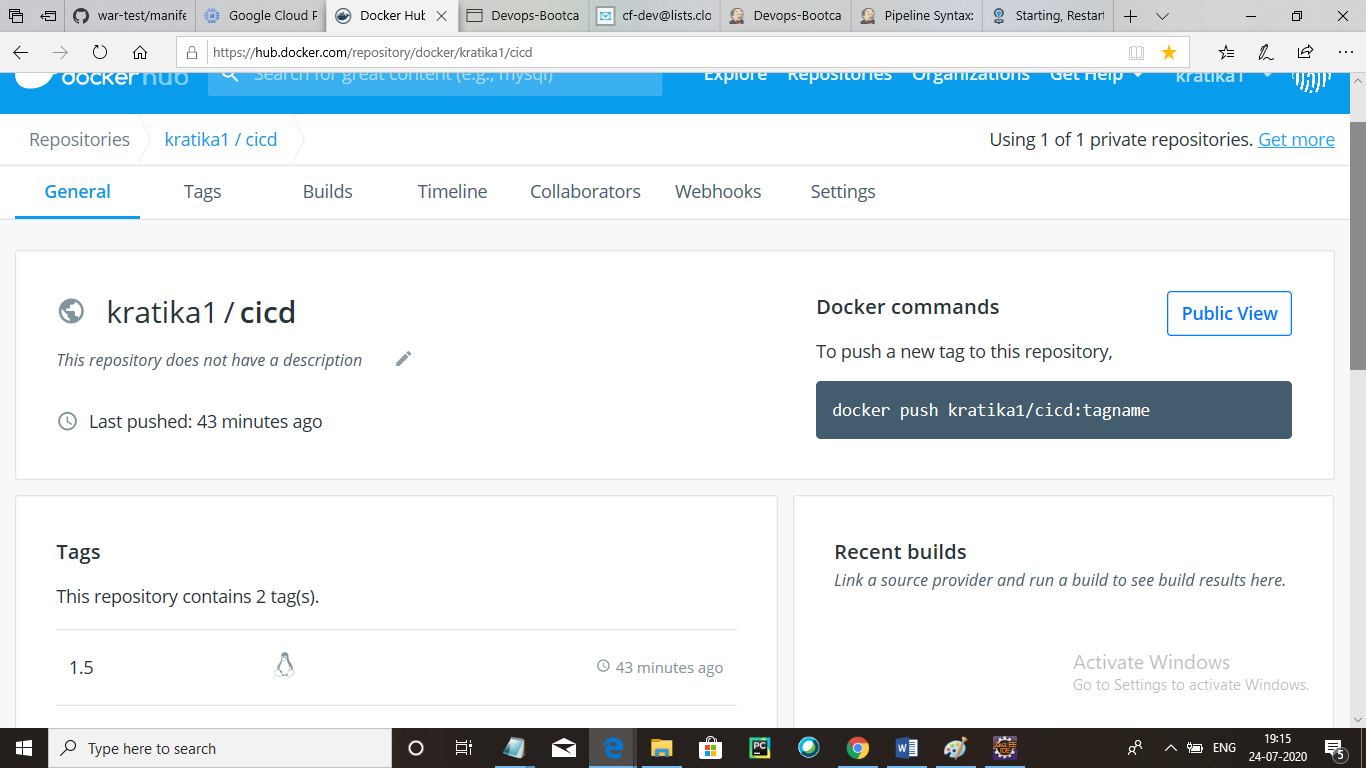 war-test/manife
Google Cloud P
Docker Hub
Devops-Bootca
cf-dev@lists.clo
Devops-Bootca
Pipeline Syntax:
Starting, Restart
https://hub.docker.com/repository/docker/kratika1/cicd
docker hub
Search for great content (e.g., mysql)
Explore
Repositories
Organizations
Get Help
kratika1
Repositories
kratika1 / cicd
Using 1 of 1 private repositories. Get more
General
Tags
Builds
Timeline
Collaborators
Webhooks
Settings
kratika1 / cicd
This repository does not have a description
Last pushed: 43 minutes ago
Docker commands
Public View
To push a new tag to this repository,
docker push kratika1/cicd:tagname
Tags
This repository contains 2 tag(s).
1.5
43 minutes ago
Recent builds
Link a source provider and run a build to see build results here.
Activate Windows
Go to Settings to activate Windows.
Type here to search
PC
JAVA EE
IDE
ENG
19:15
24-07-2020
5